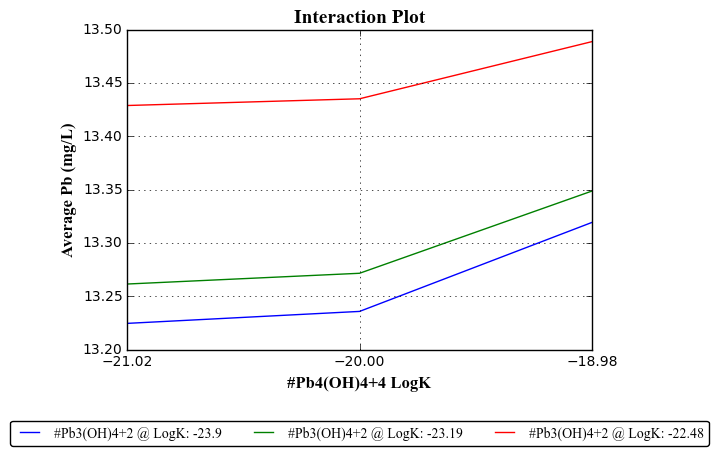 Interaction Plot
13.50
13.45
13.40
13.35
13.30
13.25
13.20
Average Pb (mg/L)
−21.02 −20.00 −18.98
#Pb4(OH)4+4 LogK
#Pb3(OH)4+2 @ LogK: -23.9 #Pb3(OH)4+2 @ LogK: -23.19 #Pb3(OH)4+2 @ LogK: -22.48